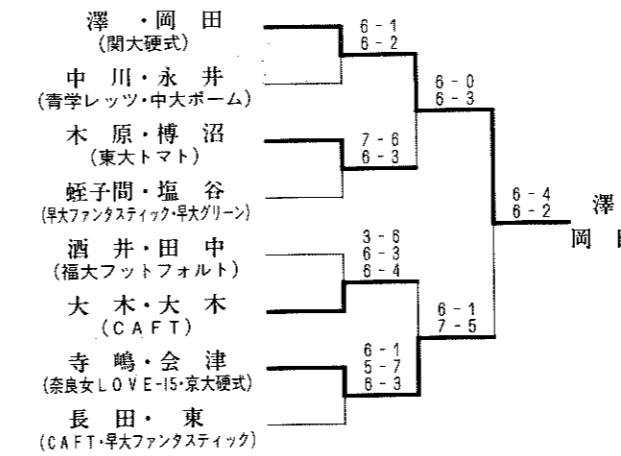 澤・岡田
(関大硬式)
6-1
6-2
中川・永井
(青学レッツ・中大ポーム)
6-0
6-3
木原・榑沼
(東大トマト)
7-6
6-3
蛭子間・塩谷
(早大ファンタスティック・早大グリーン)
6-4
6-2
澤
岡田
酒井・田中
(福大フットフォルト)
3-6
6-3
6-4
大木・大木
(CAFT)
6-1
7-5
寺嶋・会津
(奈良女LOVE-15・京大硬式)
6-1
5-7
6-3
長田・東
(CAFT・早大ファンタスティック)